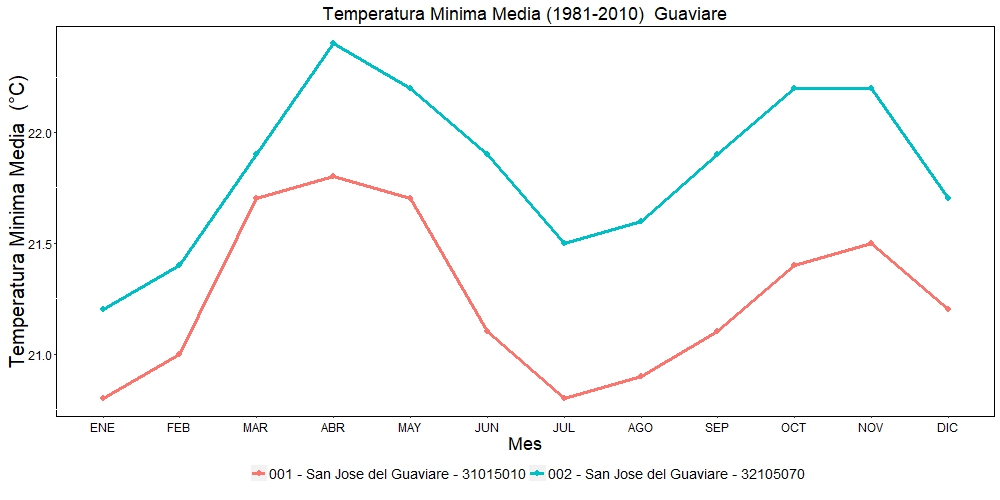 Temperatura Minima Media (1981-2010)  Guaviare
Temperatura Minima Media  (°C)
22.0
21.5
21.0
ENE FEB MAR ABR MAY JUN JUL AGO SEP OCT NOV DIC
Mes
001 - San Jose del Guaviare - 31015010 002 - San Jose del Guaviare - 32105070